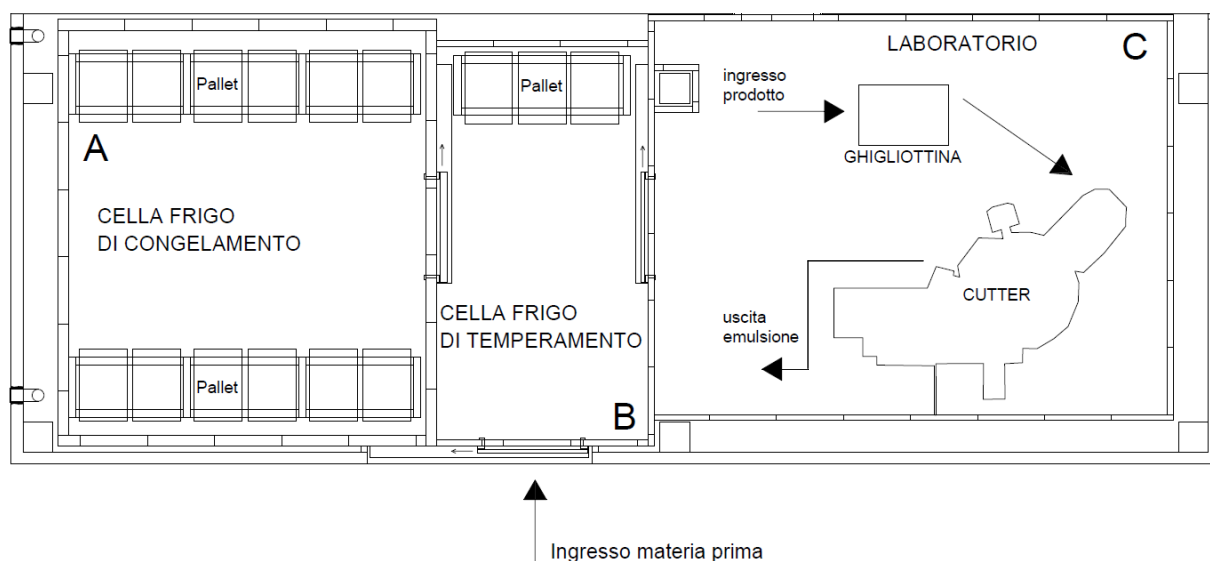 A
Pallet
CELLA FRIGO
DI CONGELAMENTO
Pallet
Pallet
CELLA FRIGO
DI TEMPERAMENTO
B
LABORATORIO
C
ingresso
prodotto
GHIGLIOTTINA
CUTTER
uscita
emulsione
Ingresso materia prima